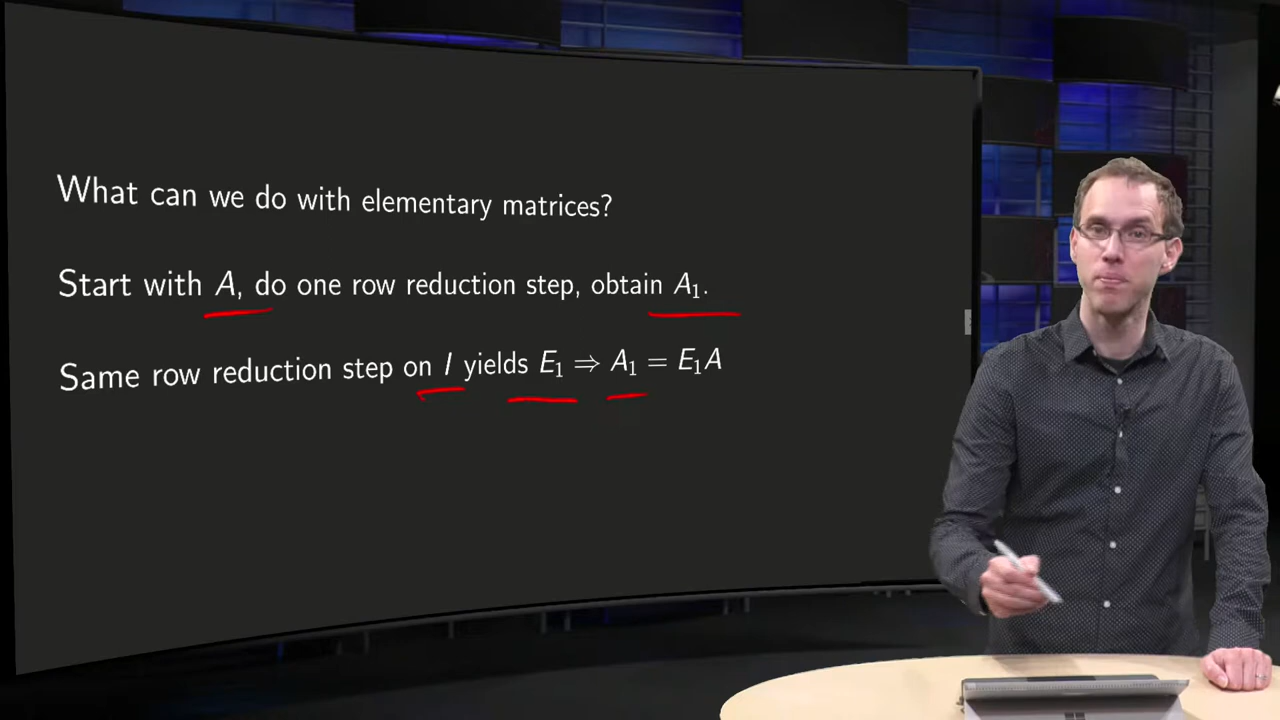 What can we do with elementary matrices?
Start with A, do one row reduction step, obtain A₁.
Same row reduction step on I yields E₁ ⇒ A₁ = E₁A